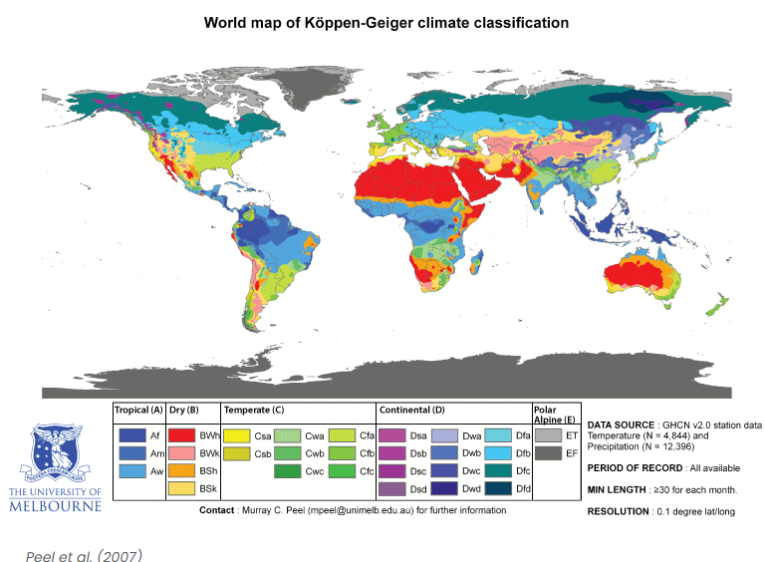 World map of Köppen-Geiger climate classification
Tropical (A)
Af
Am
Aw
Dry (B)
BWh
BWk
BSh
BSk
Temperate (C)
Csa Cwa Cfa
Csb Cwb Cfb
Cwc Cfc
Continental (D)
Dsa Dwa Dfa
Dsb Dwb Dfb
Dsc Dwc Dfc
Dsd Dwd Dfd
Polar
Alpine (E)
ET
EF
THE UNIVERSITY OF
MELBOURNE
DATA SOURCE : GHCN v2.0 station data
Temperature (N = 4,844) and
Precipitation (N = 12,396)
PERIOD OF RECORD : All available
MIN LENGTH : ≥30 for each month.
RESOLUTION : 0.1 degree lat/long
Contact : Murray C. Peel (mpeel@unimelb.edu.au) for further information
Peel et al. (2007)